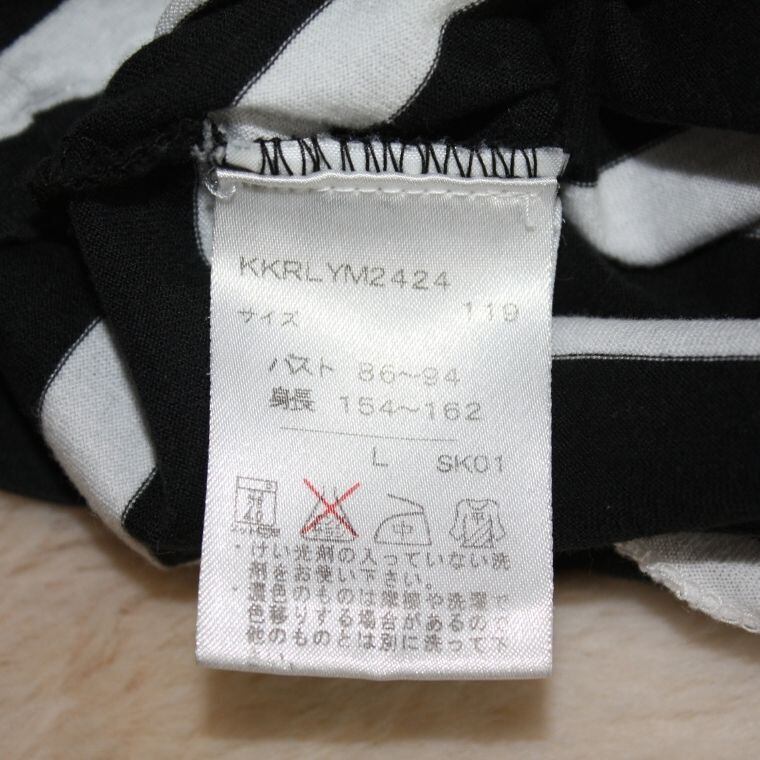 KKRLYM2424
サイズ 119
バスト 86~94
身長 154~162
L SK01
中
・けい光剤の入っていない洗
剤をお使い下さい。
・濃色のものは摩擦や洗濯で
色移りする場合があるので
他のものとは別に洗って下